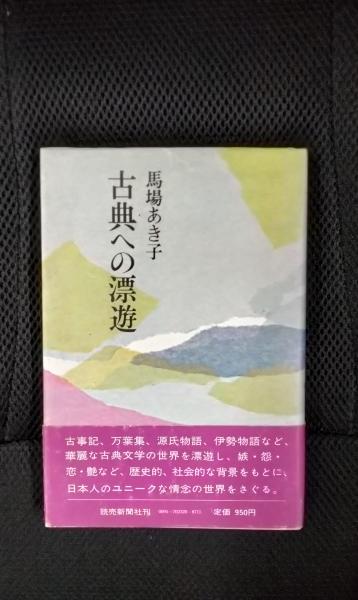 馬場あき子
古典への漂遊
古事記、万葉集、源氏物語、伊勢物語など、
華麗な古典文学の世界を漂遊し、嫉・怨・
恋・艶など、歴史的、社会的な背景をもとに、
日本人のユニークな情念の世界をさぐる。
読売新聞社刊
定価 950円